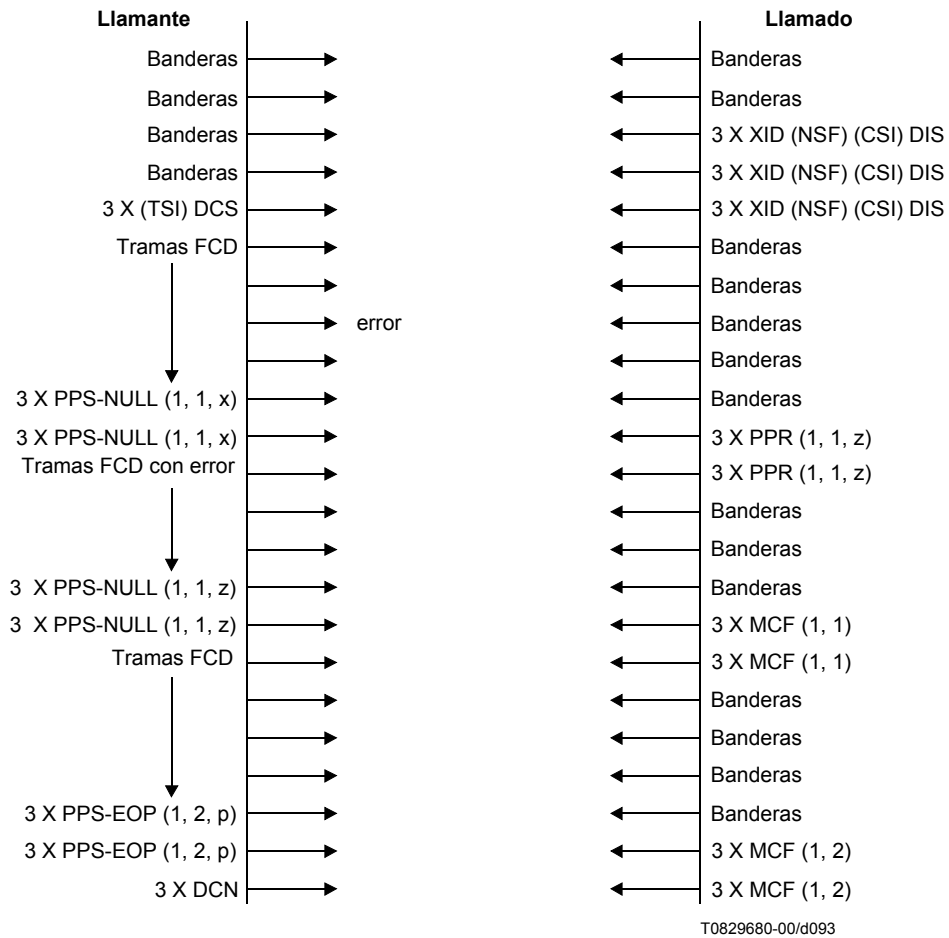 Llamante Llamado
Banderas Banderas
Banderas Banderas
Banderas 3 X XID (NSF) (CSI) DIS
Banderas 3 X XID (NSF) (CSI) DIS
3 X (TSI) DCS 3 X XID (NSF) (CSI) DIS
Tramas FCD Banderas
Banderas
error Banderas
Banderas
3 X PPS-NULL (1, 1, x) Banderas
3 X PPS-NULL (1, 1, x) 3 X PPR (1, 1, z)
Tramas FCD con error 3 X PPR (1, 1, z)
Banderas
Banderas
3 X PPS-NULL (1, 1, z) Banderas
3 X PPS-NULL (1, 1, z) 3 X MCF (1, 1)
Tramas FCD 3 X MCF (1, 1)
Banderas
Banderas
Banderas
3 X PPS-EOP (1, 2, p) Banderas
3 X PPS-EOP (1, 2, p) 3 X MCF (1, 2)
3 X DCN 3 X MCF (1, 2)
T0829680-00/d093